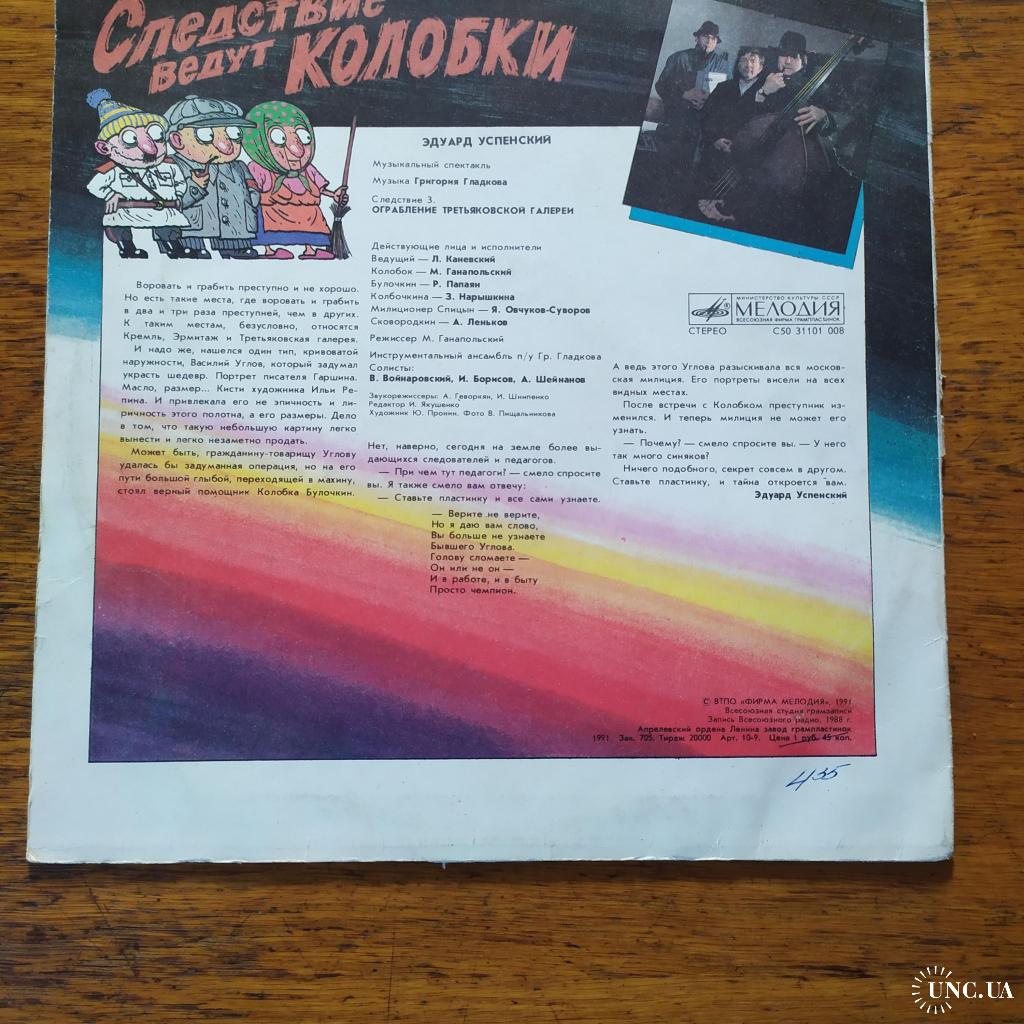 Следствие
ведут КОЛОБКИ
ЭДУАРД УСПЕНСКИЙ
Музыкальный спектакль
Музыка Григория Гладкова
Следствие 3.
ОГРАБЛЕНИЕ ТРЕТЬЯКОВСКОЙ ГАЛЕРЕИ
Действующие лица и исполнители
Ведущий — Л. Каневский
Колобок — М. Ганапольский
Булочкин — Р. Папаян
Колбочкина — З. Нарышкина
Милиционер Спицын — Я. Овчуков-Суворов
Сковородкин — А. Леньков
Режиссер М. Ганапольский
Инструментальный ансамбль п/у Гр. Гладкова
Солисты:
В. Войнаровский, И. Борисов, А. Шейнанов
Звукорежиссеры: А. Геворкян, И. Шнипенко
Редактор И. Якушенко
Художник Ю. Пронин. Фото В. Пищальникова
Воровать и грабить преступно и не хорошо.
Но есть такие места, где воровать и грабить
в два и три раза преступней, чем в других.
К таким местам, безусловно, относятся
Кремль, Эрмитаж и Третьяковская галерея.
И надо же, нашелся один тип, кривоватой
наружности, Василий Углов, который задумал
украсть шедевр. Портрет писателя Гаршина.
Масло, размер... Кисти художника Ильи Ре-
пина. И привлекала его не эпичность и ли-
ричность этого полотна, а его размеры. Дело
в том, что такую небольшую картину легко
вынести и легко незаметно продать.
Может быть, гражданину-товарищу Углову
удалась бы задуманная операция, но на его
пути большой глыбой, переходящей в махину,
стоял верный помощник Колобка Булочкин.
Нет, наверно, сегодня на земле более вы-
дающихся следователей и педагогов.
— При чем тут педагоги? — смело спросите
вы. Я также смело вам отвечу:
— Ставьте пластинку и все сами узнаете.
— Верите не верите,
Но я даю вам слово,
Вы больше не узнаете
Бывшего Углова.
Голову сломаете —
Он или не он —
И в работе, и в быту
Просто чемпион.
МИНИСТЕРСТВО КУЛЬТУРЫ СССР
МЕЛОДИЯ
ВСЕСОЮЗНАЯ ФИРМА ГРАМПЛАСТИНОК
СТЕРЕО С50 31101 008
А ведь этого Углова разыскивала вся москов-
ская милиция. Его портреты висели на всех
видных местах.
После встречи с Колобком преступник из-
менился. И теперь милиция не может его
узнать.
— Почему? — смело спросите вы. — У него
так много синяков?
Ничего подобного, секрет совсем в другом.
Ставьте пластинку, и тайна откроется вам.
Эдуард Успенский
© ВТПО «ФИРМА МЕЛОДИЯ», 1991
Всесоюзная студия грамзаписи
Запись Всесоюзного радио, 1988 г.
Апрелевский ордена Ленина завод грампластинок
1991. Зак. 705. Тираж 20000 Арт. 10-9. Цена 1 руб. 45 коп.
435
UNC.UA